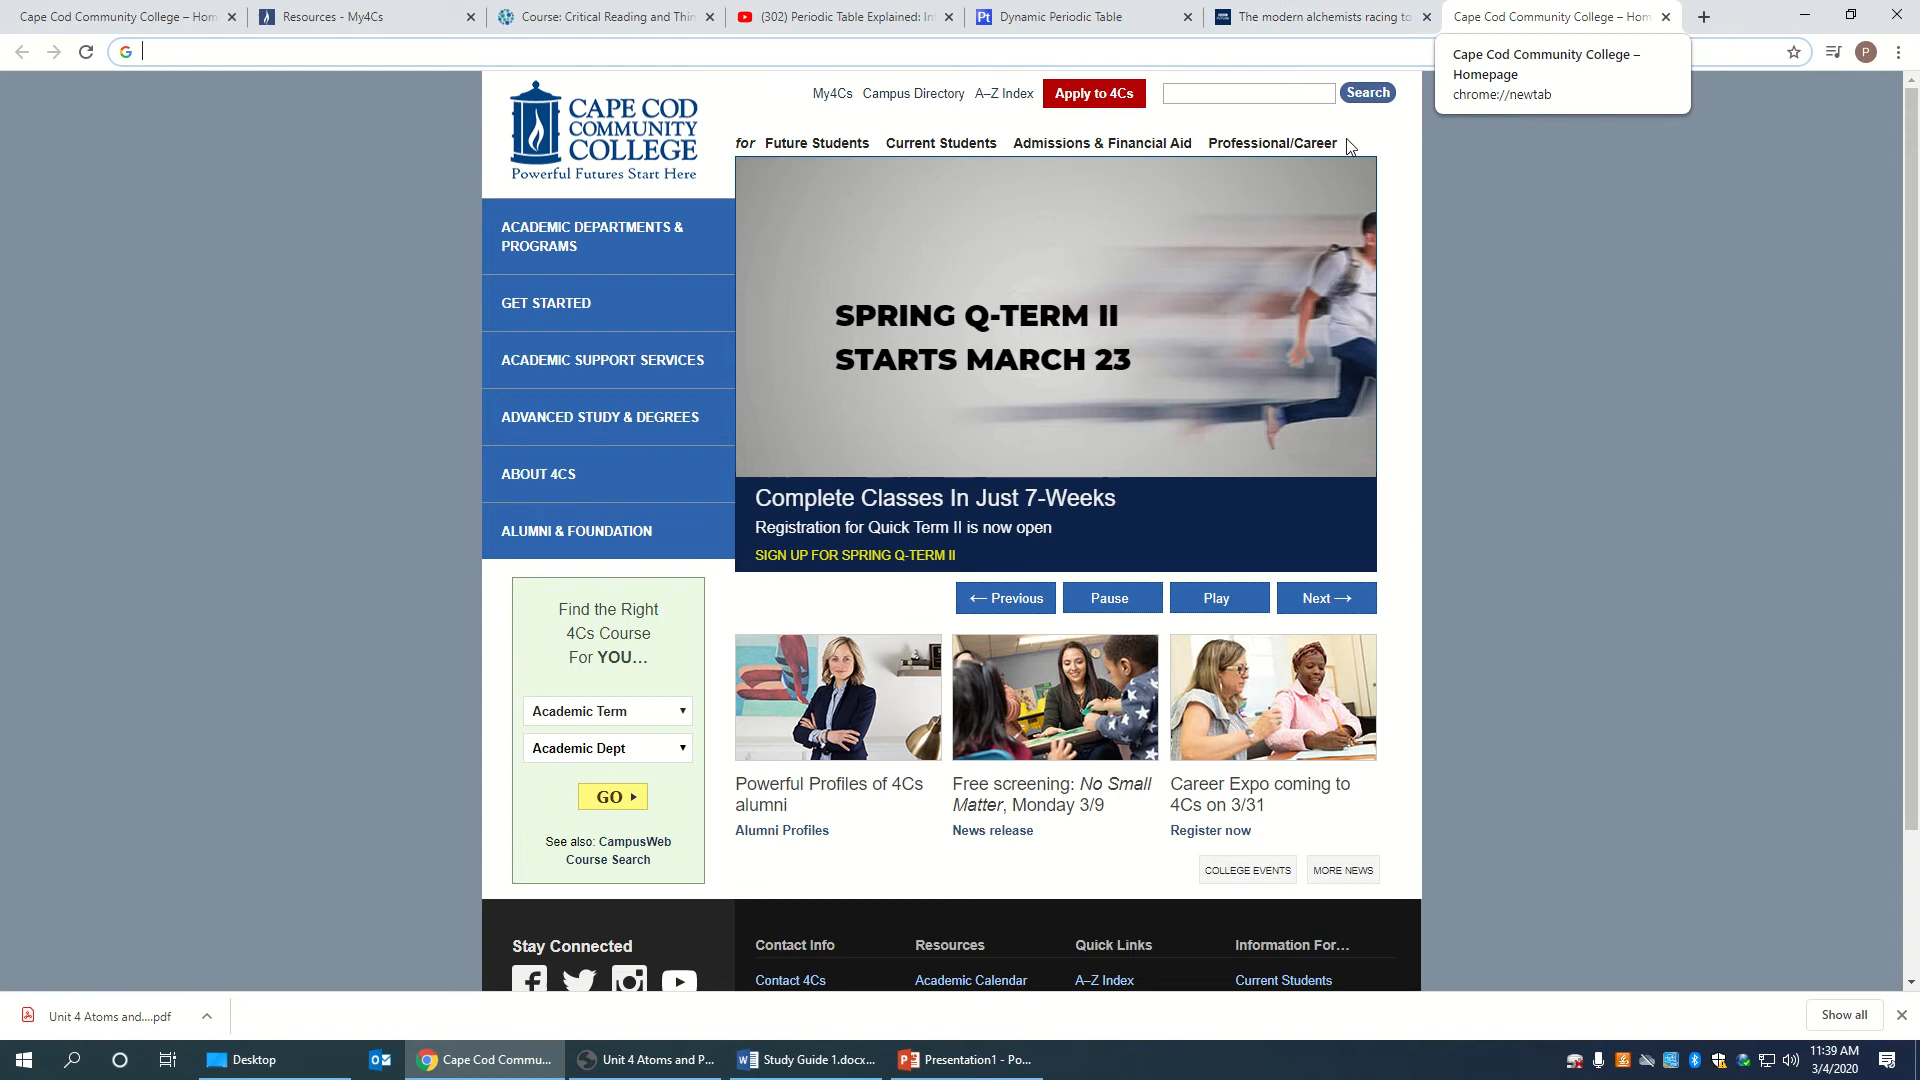 Cape Cod Community College – Hom
Resources - My4Cs
Course: Critical Reading and Thin
(302) Periodic Table Explained: In
Pt Dynamic Periodic Table
The modern alchemists racing to
Cape Cod Community College – Hom
Cape Cod Community College –
Homepage
chrome://newtab
P
CAPE COD
COMMUNITY
COLLEGE
Powerful Futures Start Here
My4Cs Campus Directory A–Z Index Apply to 4Cs Search
for Future Students Current Students Admissions & Financial Aid Professional/Career
ACADEMIC DEPARTMENTS &
PROGRAMS
GET STARTED
ACADEMIC SUPPORT SERVICES
ADVANCED STUDY & DEGREES
ABOUT 4CS
ALUMNI & FOUNDATION
SPRING Q-TERM II
STARTS MARCH 23
Complete Classes In Just 7-Weeks
Registration for Quick Term II is now open
SIGN UP FOR SPRING Q-TERM II
← Previous Pause Play Next →
Find the Right
4Cs Course
For YOU...
Academic Term
Academic Dept
GO
See also: CampusWeb
Course Search
Powerful Profiles of 4Cs
alumni
Alumni Profiles
Free screening: No Small
Matter, Monday 3/9
News release
Career Expo coming to
4Cs on 3/31
Register now
COLLEGE EVENTS MORE NEWS
Stay Connected
Contact Info
Contact 4Cs
Resources
Academic Calendar
Quick Links
A–Z Index
Information For...
Current Students
Unit 4 Atoms and....pdf
Show all
Desktop
Cape Cod Commu...
Unit 4 Atoms and P...
Study Guide 1.docx...
Presentation1 - Po...
11:39 AM
3/4/2020